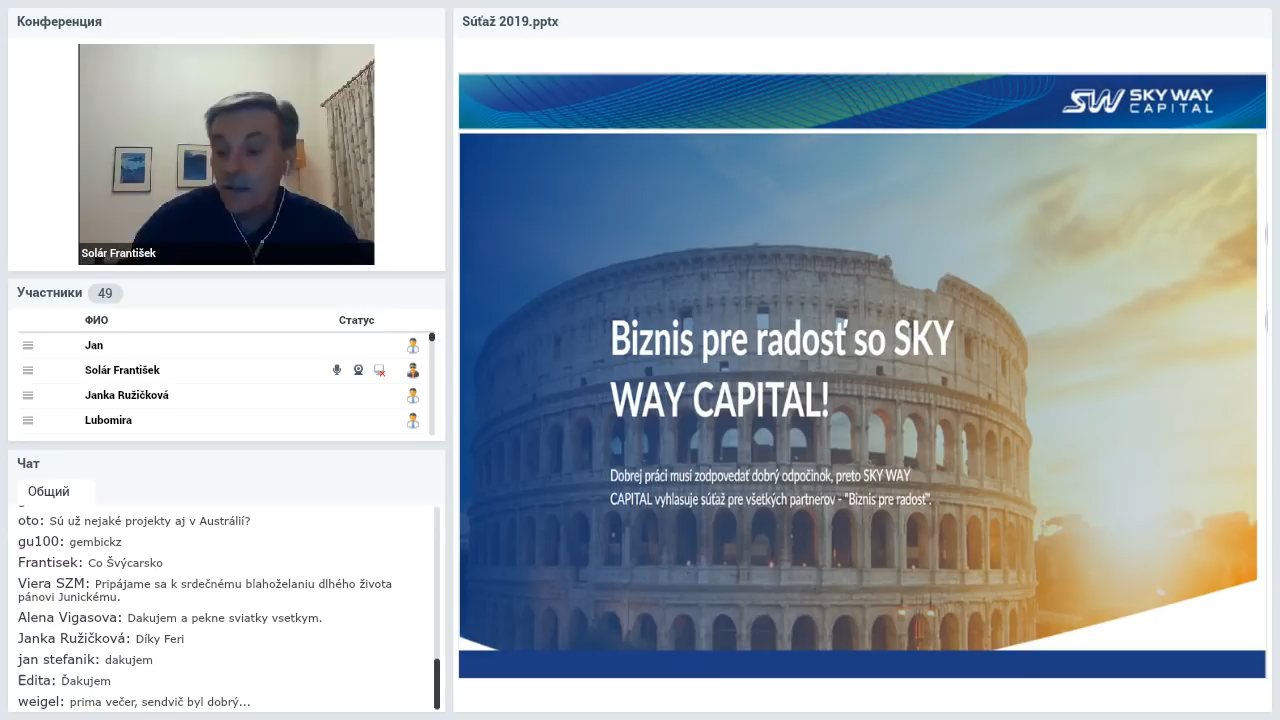 Конференция
Solár František
Участники 49
ФИО Статус
Jan
Solár František
Janka Ružičková
Lubomira
Чат
Общий
oto: Sú už nejaké projekty aj v Austrálií?
gu100: gembickz
Frantisek: Co Švýcarsko
Viera SZM: Pripájame sa k srdečnému blahoželaniu dlhého života
pánovi Junickému.
Alena Vigasova: Dakujem a pekne sviatky vsetkym.
Janka Ružičková: Díky Feri
jan stefanik: dakujem
Edita: Ďakujem
weigel: prima večer, sendvič byl dobrý...
Súťaž 2019.pptx
SW SKY WAY
CAPITAL
Biznis pre radosť so SKY
WAY CAPITAL!
Dobrej práci musí zodpovedať dobrý odpočinok, preto SKY WAY
CAPITAL vyhlasuje súťaž pre všetkých partnerov - "Biznis pre radosť".